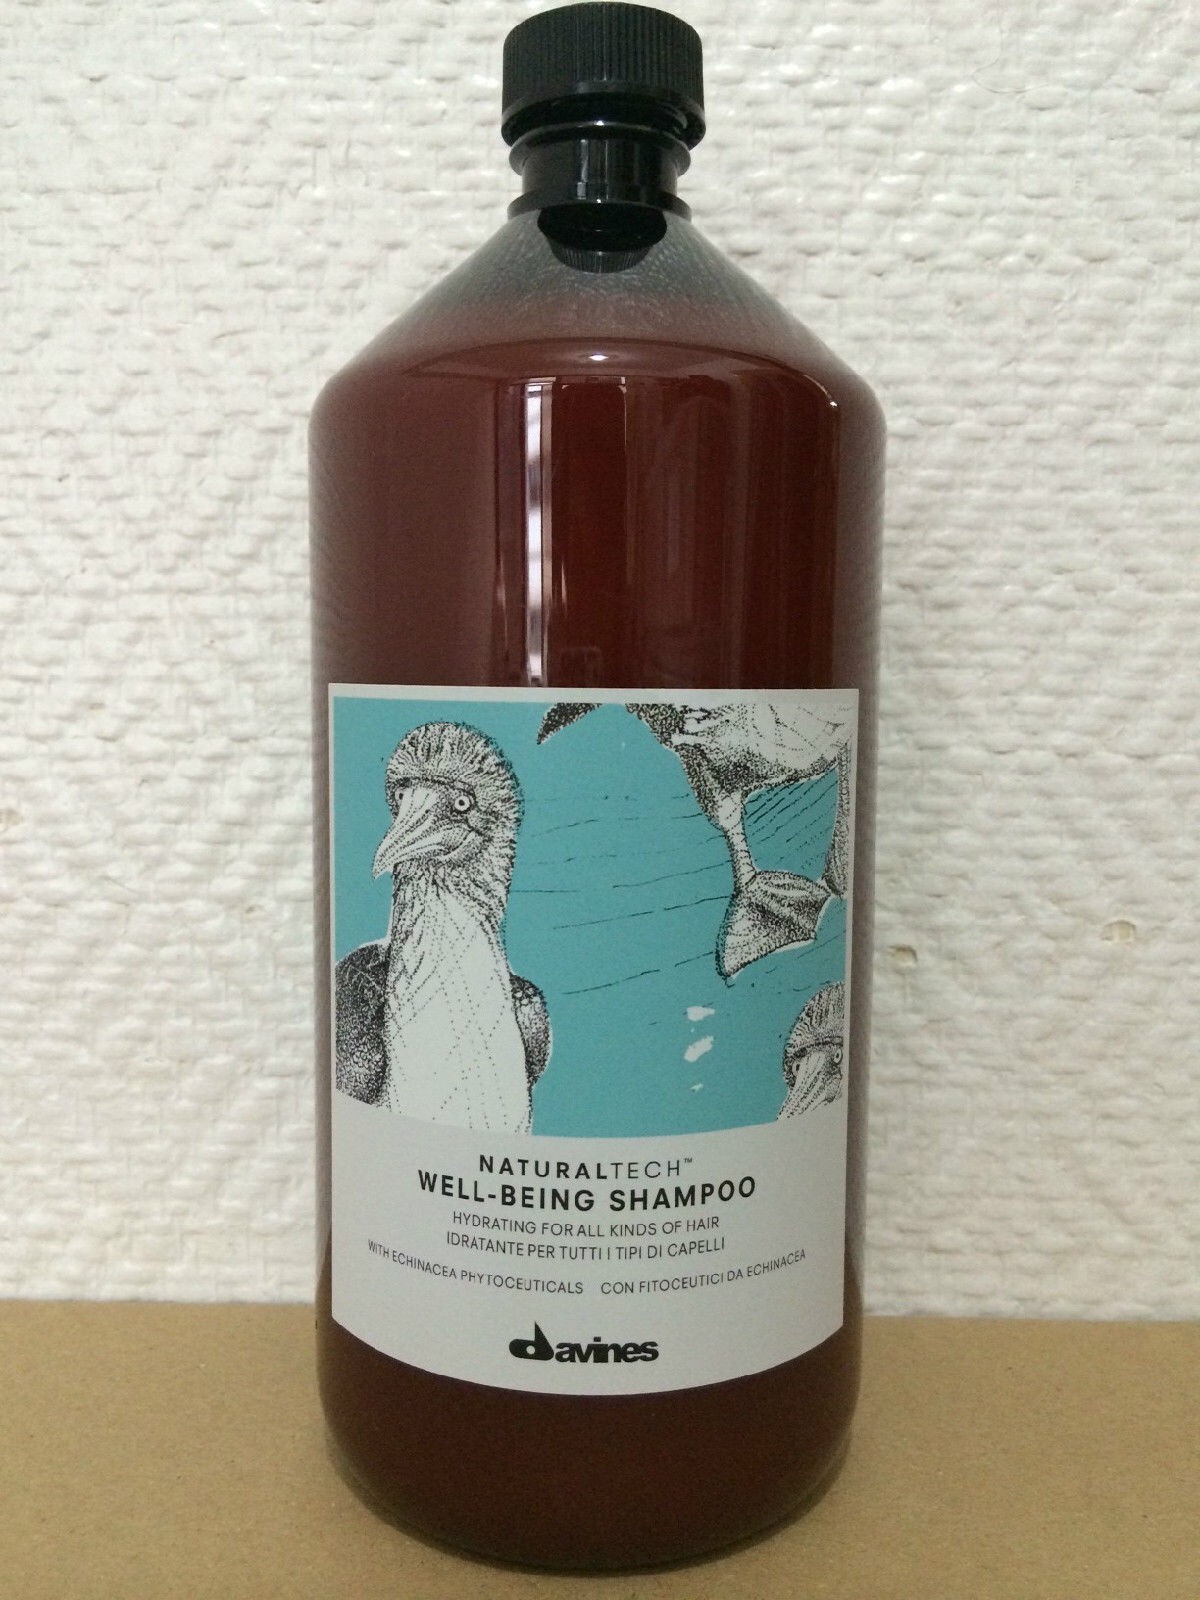 NATURALTECH™
WELL-BEING SHAMPOO
HYDRATING FOR ALL KINDS OF HAIR
IDRATANTE PER TUTTI I TIPI DI CAPELLI
WITH ECHINACEA PHYTOCEUTICALS CON FITOCEUTICI DA ECHINACEA
davines